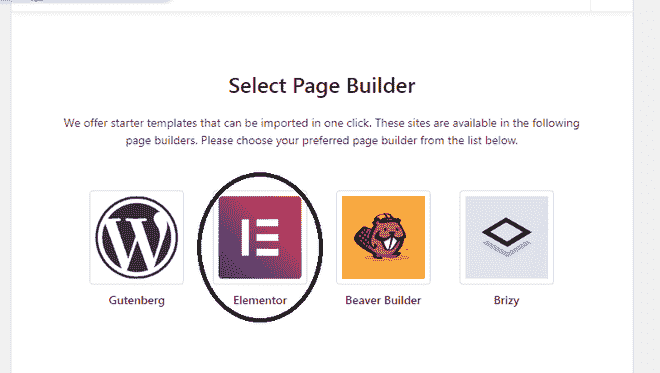 Select Page Builder
We offer starter templates that can be imported in one click. These sites are available in the following
page builders. Please choose your preferred page builder from the list below.
Gutenberg Elementor Beaver Builder Brizy